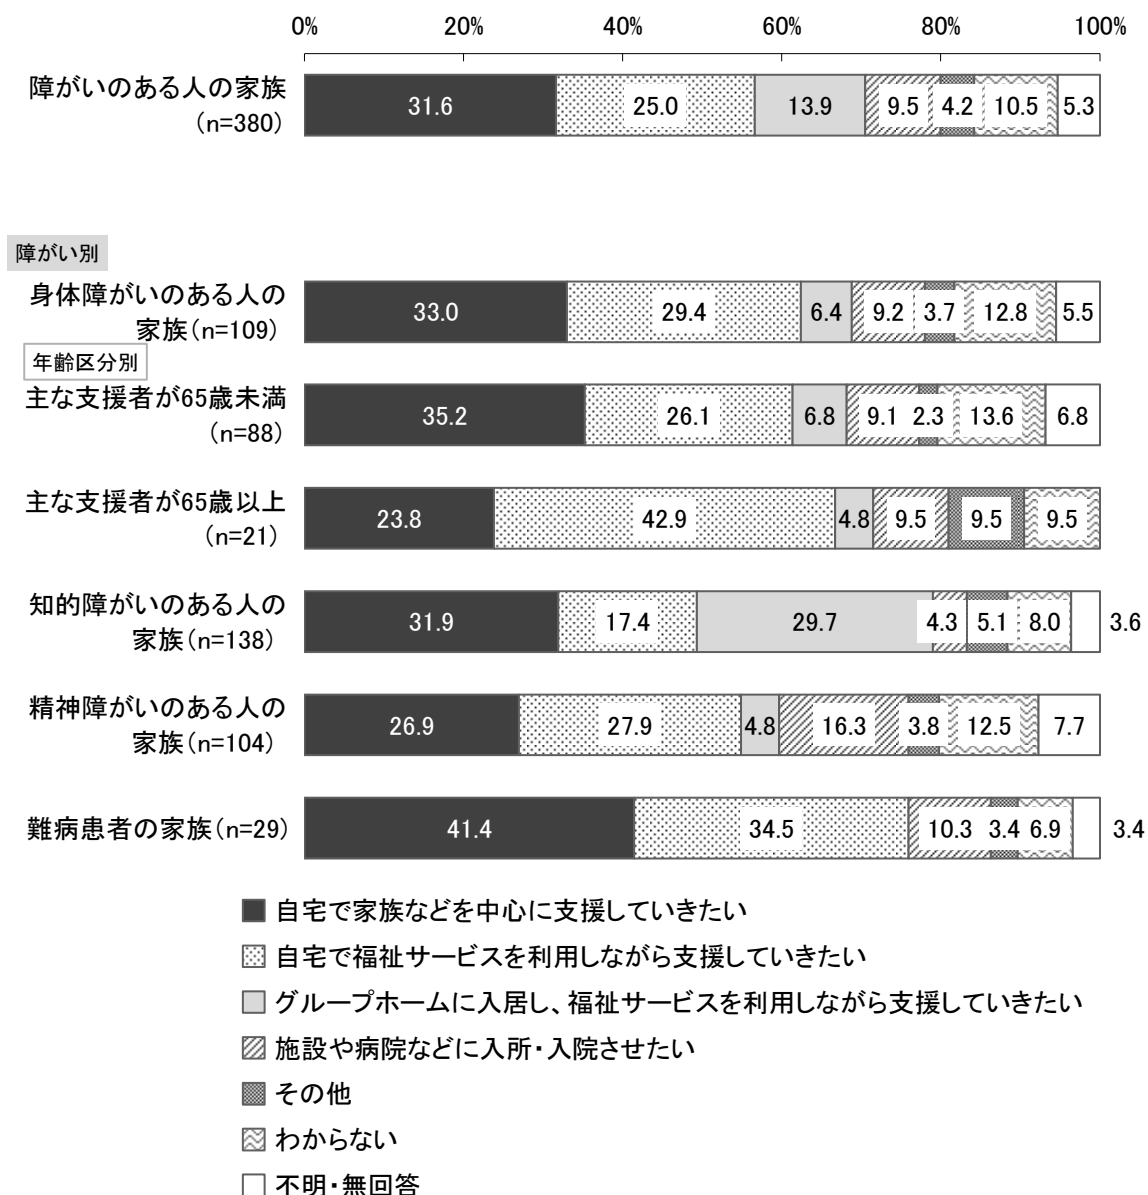 0% 20% 40% 60% 80% 100%
障がいのある人の家族
(n=380)
31.6 25.0 13.9 9.5 4.2 10.5 5.3
障がい別
身体障がいのある人の
家族(n=109)
33.0 29.4 6.4 9.2 3.7 12.8 5.5
年齢区分別
主な支援者が65歳未満
(n=88)
35.2 26.1 6.8 9.1 2.3 13.6 6.8
主な支援者が65歳以上
(n=21)
23.8 42.9 4.8 9.5 9.5 9.5
知的障がいのある人の
家族(n=138)
31.9 17.4 29.7 4.3 5.1 8.0 3.6
精神障がいのある人の
家族(n=104)
26.9 27.9 4.8 16.3 3.8 12.5 7.7
難病患者の家族(n=29)
41.4 34.5 10.3 3.4 6.9 3.4
自宅で家族などを中心に支援していきたい
自宅で福祉サービスを利用しながら支援していきたい
グループホームに入居し、福祉サービスを利用しながら支援していきたい
施設や病院などに入所・入院させたい
その他
わからない
不明・無回答